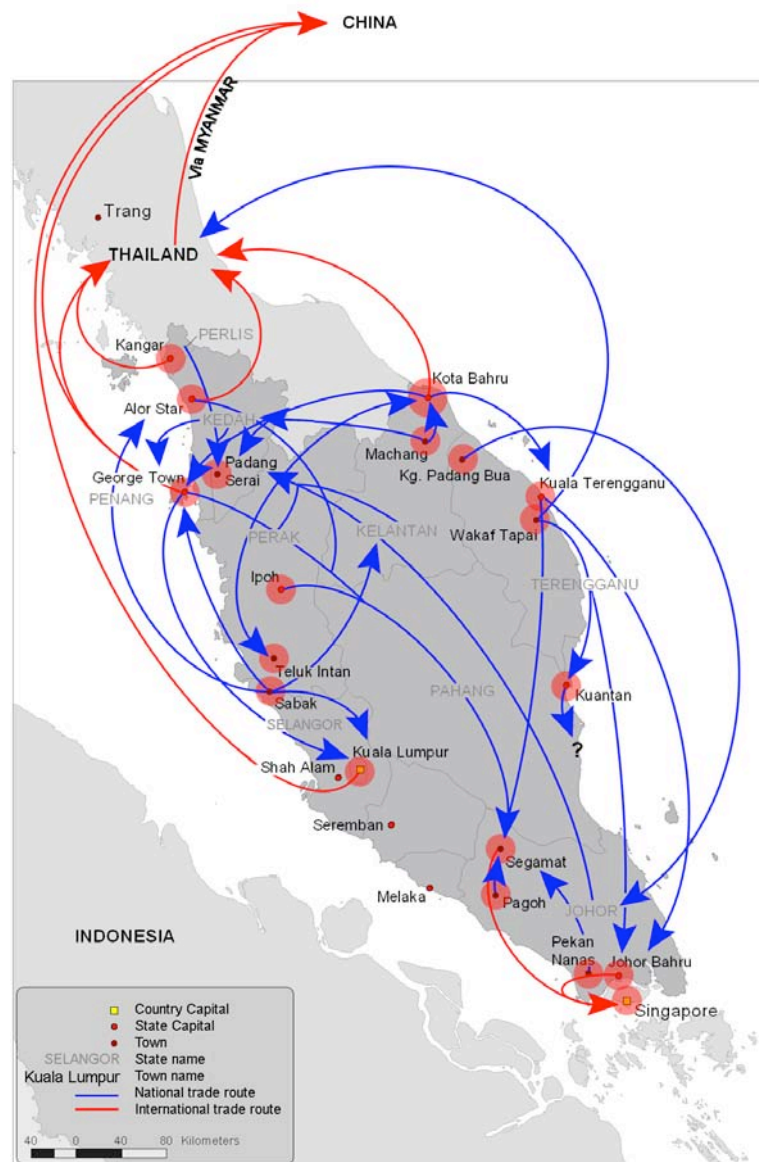 CHINA
Via MYANMAR
Trang
THAILAND
PERLIS
Kangar
Kota Bahru
Alor Star
KEDAH
Machang
Kg. Padang Bua
George Town
Padang
Serai
Kuala Terengganu
PENANG
PERAK
KELANTAN
Wakaf Tapai
Ipoh
TERENGGANU
Teluk Intan
PAHANG
Kuantan
Sabak
SELANGOR
?
Kuala Lumpur
Shah Alam
Seremban
Segamat
Melaka
Pagoh
JOHOR
INDONESIA
Pekan
Nanas
Johor Bahru
Singapore
Country Capital
State Capital
Town
SELANGOR State name
Kuala Lumpur Town name
National trade route
International trade route
40 0 40 80 Kilometers